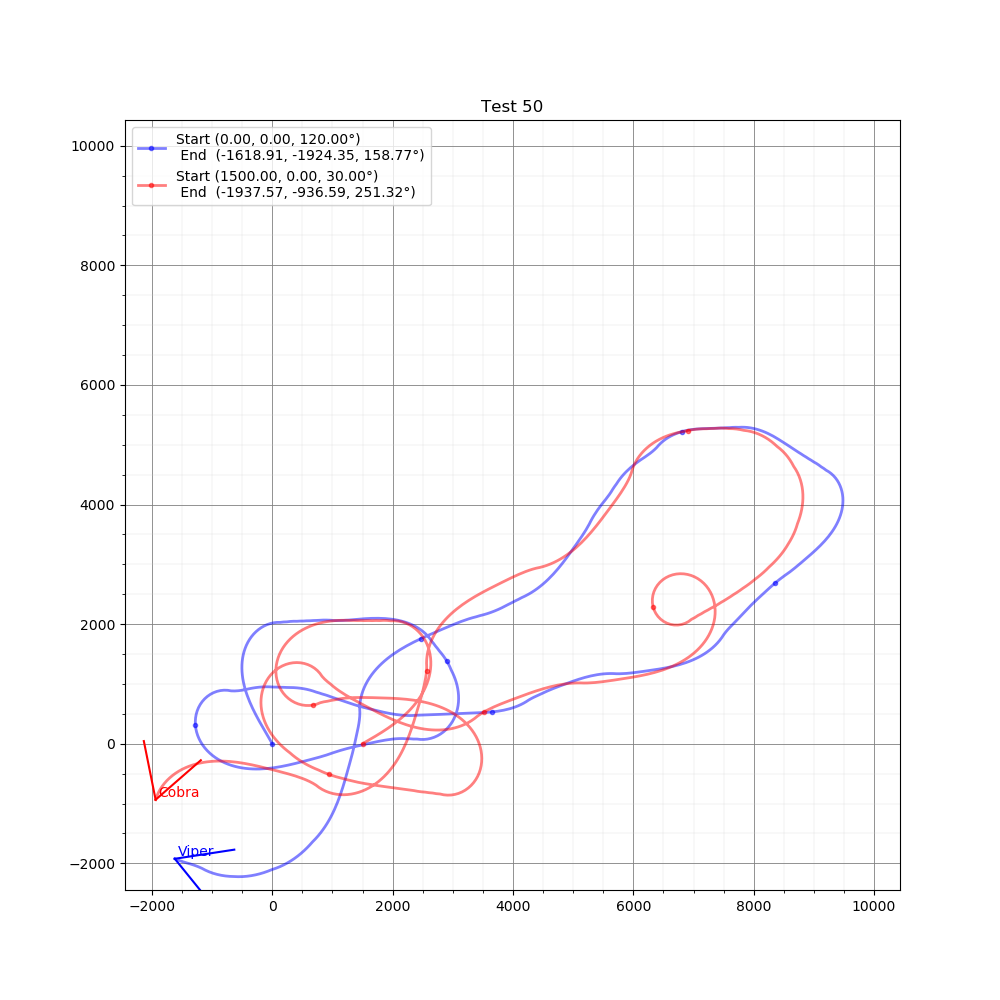 Test 50
Start (0.00, 0.00, 120.00°)
End  (-1618.91, -1924.35, 158.77°)
Start (1500.00, 0.00, 30.00°)
End  (-1937.57, -936.59, 251.32°)
10000
8000
6000
4000
2000
0
−2000
Cobra
Viper
−2000 0 2000 4000 6000 8000 10000